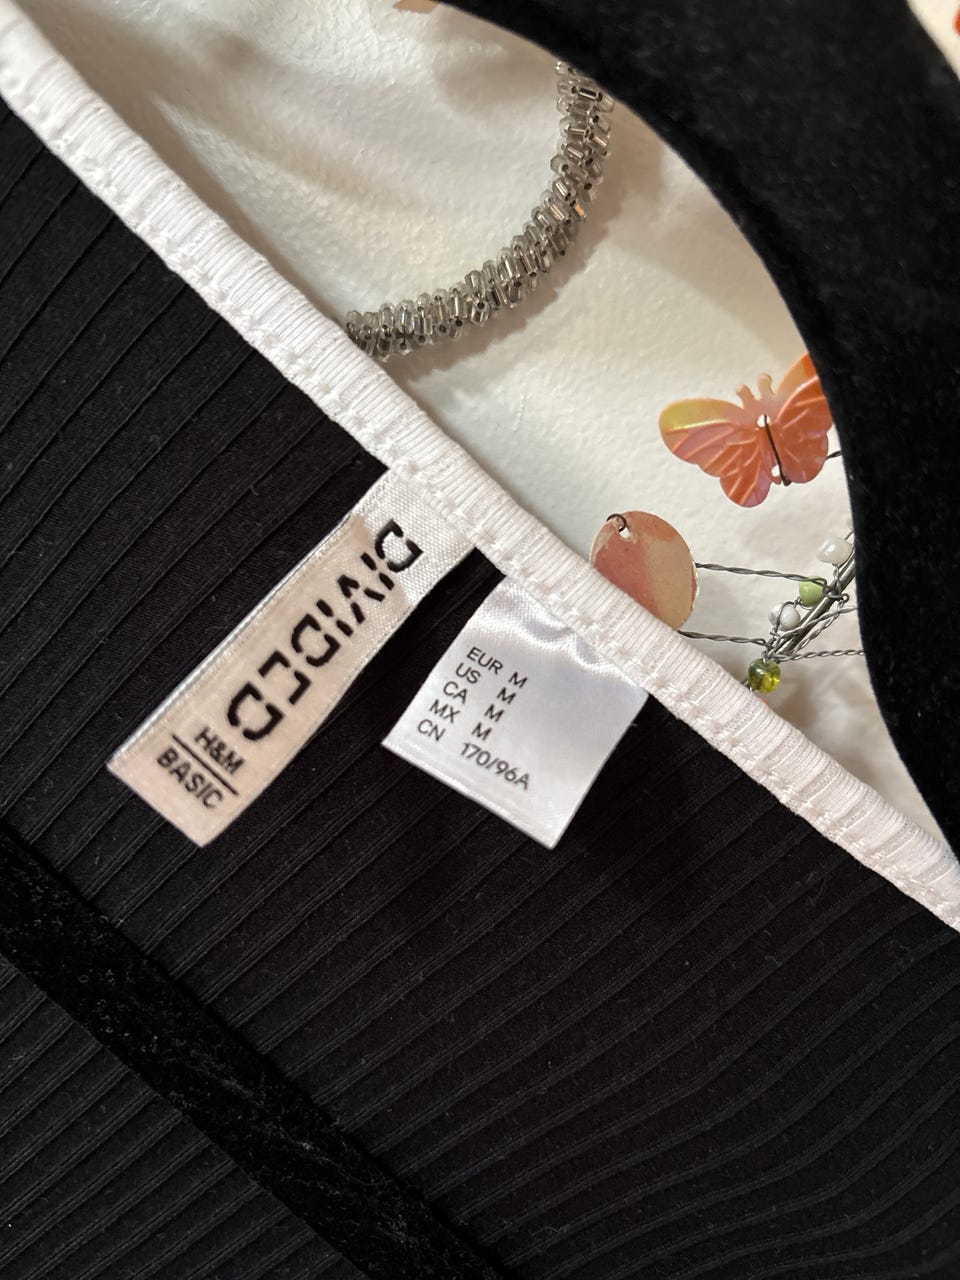 DIVIDED
H&M
BASIC
EUR M
US M
CA M
MX M
CN 170/96A